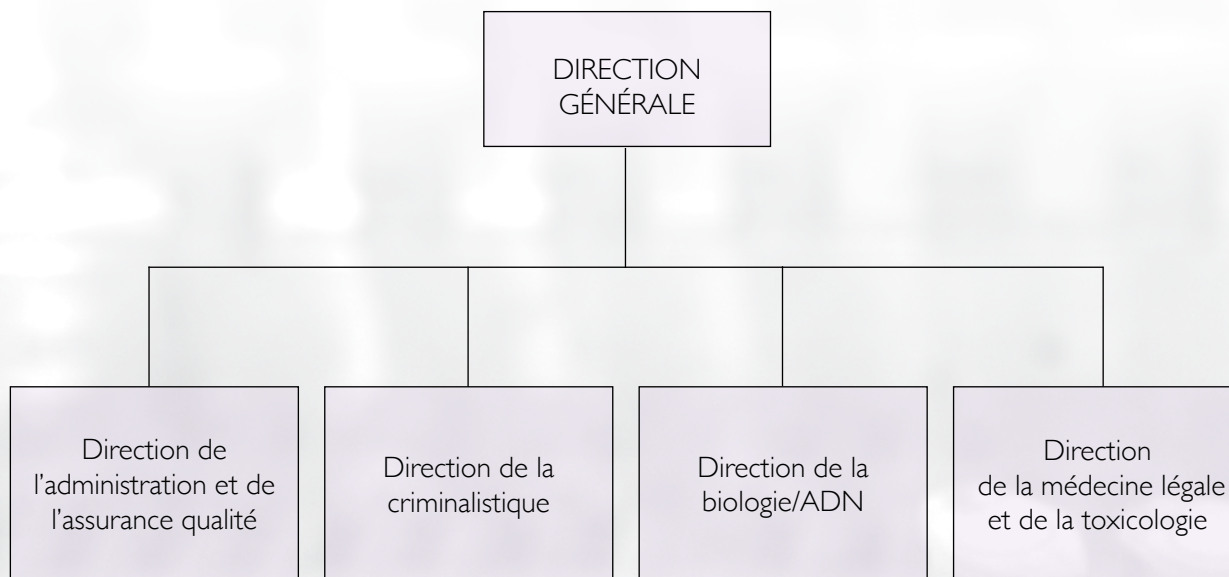 DIRECTION
GÉNÉRALE
Direction de
l'administration et de
l'assurance qualité
Direction de la
criminalistique
Direction de la
biologie/ADN
Direction
de la médecine légale
et de la toxicologie